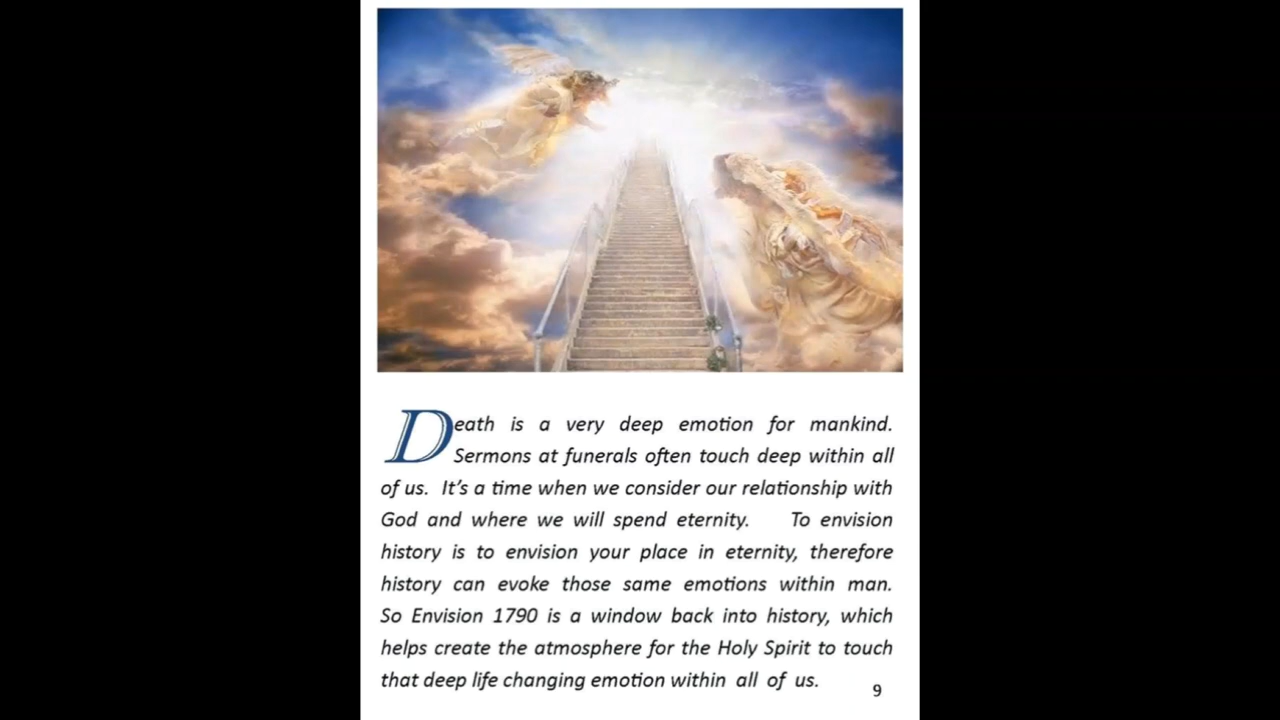 Death is a very deep emotion for mankind.
Sermons at funerals often touch deep within all
of us. It’s a time when we consider our relationship with
God and where we will spend eternity. To envision
history is to envision your place in eternity, therefore
history can evoke those same emotions within man.
So Envision 1790 is a window back into history, which
helps create the atmosphere for the Holy Spirit to touch
that deep life changing emotion within all of us.
9